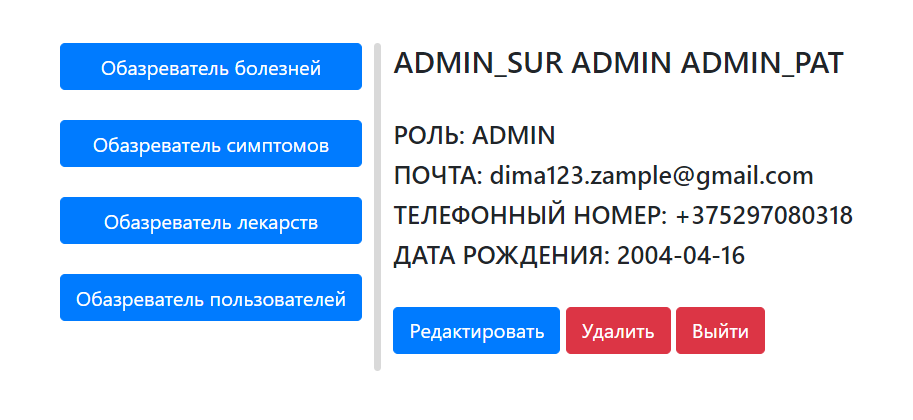 Обазреватель болезней
Обазреватель симптомов
Обазреватель лекарств
Обазреватель пользователей
ADMIN_SUR ADMIN ADMIN_PAT
РОЛЬ: ADMIN
ПОЧТА: dima123.zample@gmail.com
ТЕЛЕФОННЫЙ НОМЕР: +375297080318
ДАТА РОЖДЕНИЯ: 2004-04-16
Редактировать Удалить Выйти